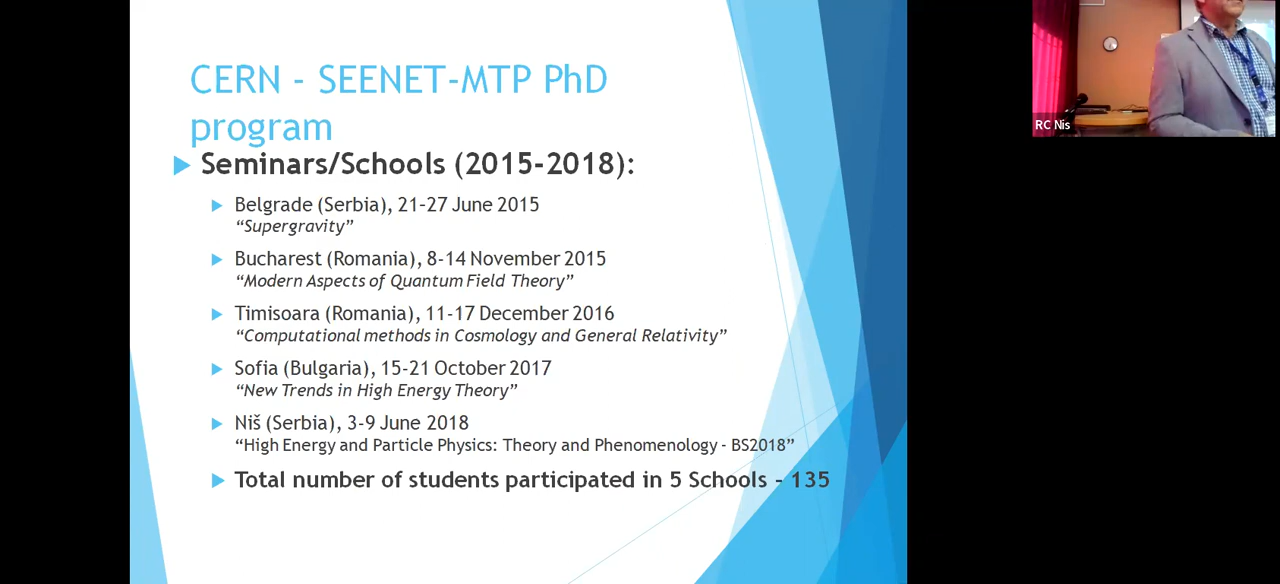 CERN - SEENET-MTP PhD
program
Seminars/Schools (2015-2018):
Belgrade (Serbia), 21–27 June 2015
“Supergravity”
Bucharest (Romania), 8-14 November 2015
“Modern Aspects of Quantum Field Theory”
Timisoara (Romania), 11-17 December 2016
“Computational methods in Cosmology and General Relativity”
Sofia (Bulgaria), 15-21 October 2017
“New Trends in High Energy Theory”
Niš (Serbia), 3-9 June 2018
“High Energy and Particle Physics: Theory and Phenomenology - BS2018”
Total number of students participated in 5 Schools – 135
RC Nis